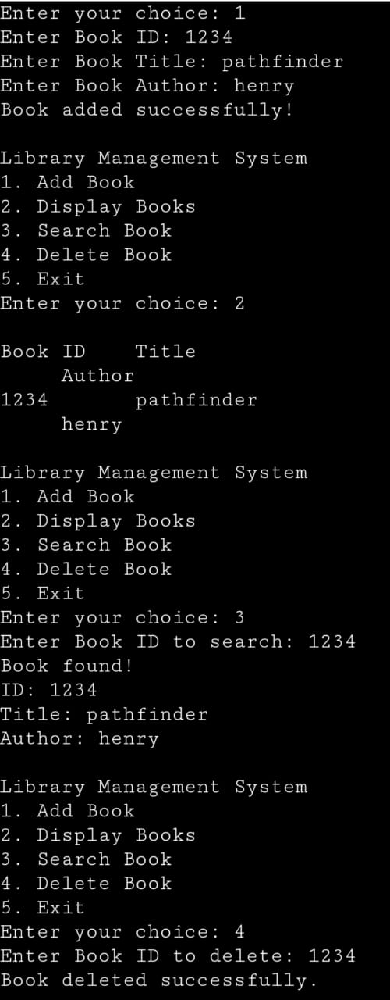 Enter your choice: 1
Enter Book ID: 1234
Enter Book Title: pathfinder
Enter Book Author: henry
Book added successfully!

Library Management System
1. Add Book
2. Display Books
3. Search Book
4. Delete Book
5. Exit
Enter your choice: 2

Book ID    Title
     Author
1234       pathfinder
     henry

Library Management System
1. Add Book
2. Display Books
3. Search Book
4. Delete Book
5. Exit
Enter your choice: 3
Enter Book ID to search: 1234
Book found!
ID: 1234
Title: pathfinder
Author: henry

Library Management System
1. Add Book
2. Display Books
3. Search Book
4. Delete Book
5. Exit
Enter your choice: 4
Enter Book ID to delete: 1234
Book deleted successfully.